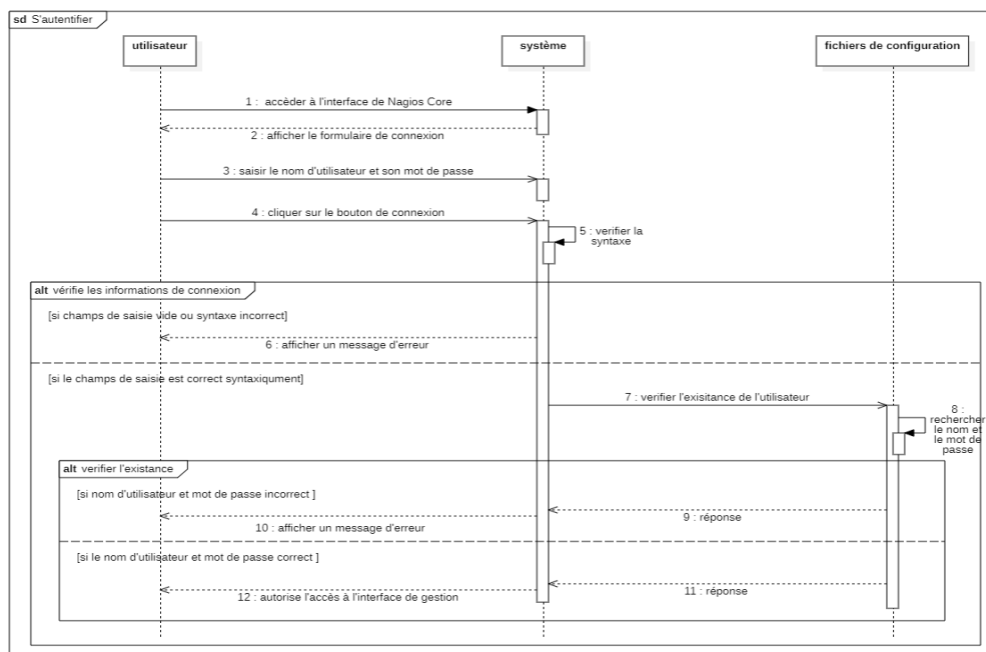 sd S'autentifier
utilisateur
système
fichiers de configuration
1 : accèder à l'interface de Nagios Core
2 : afficher le formulaire de connexion
3 : saisir le nom d'utilisateur et son mot de passe
4 : cliquer sur le bouton de connexion
5 : verifier la
syntaxe
alt vérifie les informations de connexion
[si champs de saisie vide ou syntaxe incorrect]
6 : afficher un message d'erreur
[si le champs de saisie est correct syntaxiqument]
7 : verifier l'exisitance de l'utilisateur
8 :
rechercher
le nom et
le mot de
passe
alt verifier l'existance
[si nom d'utilisateur et mot de passe incorrect ]
9 : réponse
10 : afficher un message d'erreur
[si le nom d'utilisateur et mot de passe correct ]
11 : réponse
12 : autorise l'accès à l'interface de gestion